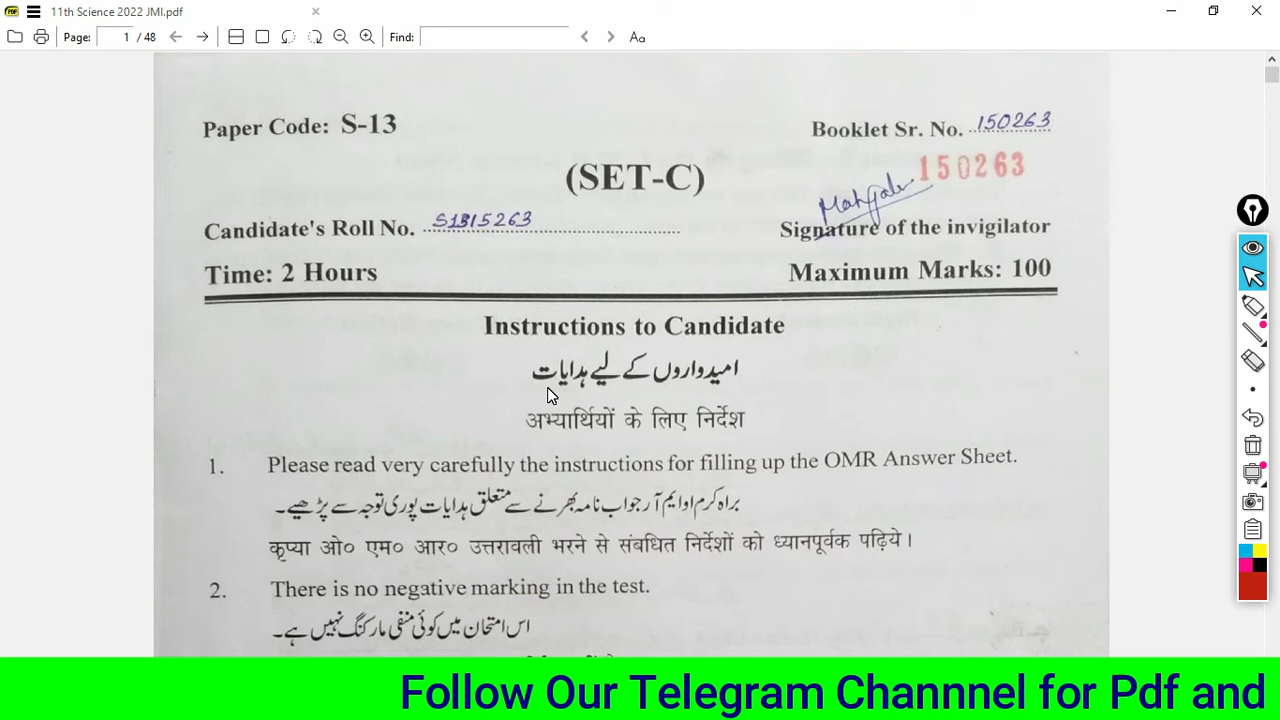 11th Science 2022 JMI.pdf
Page: 1 / 48 Find: Aa
Paper Code: S-13
Booklet Sr. No. 150263
150263
(SET-C)
Candidate's Roll No. S1315263
Signature of the invigilator
Time: 2 Hours
Maximum Marks: 100
Instructions to Candidate
امیدواروں کے لیے ہدایات
अभ्यार्थियों के लिए निर्देश
1. Please read very carefully the instructions for filling up the OMR Answer Sheet.
براہ کرم او ایم آر جواب نامہ بھرنے سے متعلق ہدایات پوری توجہ سے پڑھیے۔
कृप्या ओ० एम० आर० उत्तरावली भरने से संबधित निर्देशों को ध्यानपूर्वक पढ़िये।
2. There is no negative marking in the test.
اس امتحان میں کوئی منفی مارکنگ نہیں ہے۔
Follow Our Telegram Channnel for Pdf and